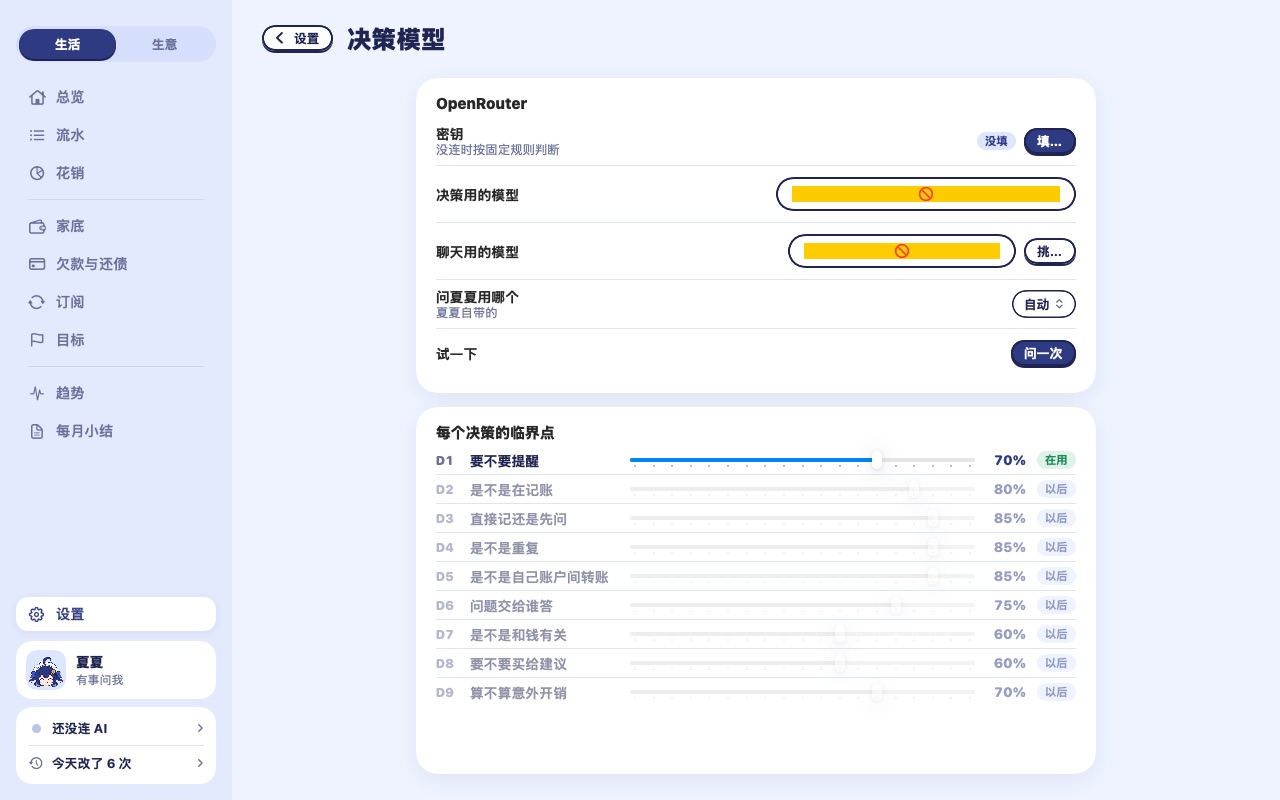 生活
生意
总览
流水
花销
家底
欠款与还债
订阅
目标
趋势
每月小结
设置
夏夏
有事问我
还没连 AI
今天改了 6 次
设置
决策模型
OpenRouter
密钥
没连时按固定规则判断
没填
填...
决策用的模型
聊天用的模型
挑...
问夏夏用哪个
夏夏自带的
自动
试一下
问一次
每个决策的临界点
D1 要不要提醒 70% 在用
D2 是不是在记账 80% 以后
D3 直接记还是先问 85% 以后
D4 是不是重复 85% 以后
D5 是不是自己账户间转账 85% 以后
D6 问题交给谁答 75% 以后
D7 是不是和钱有关 60% 以后
D8 要不要买给建议 60% 以后
D9 算不算意外开销 70% 以后